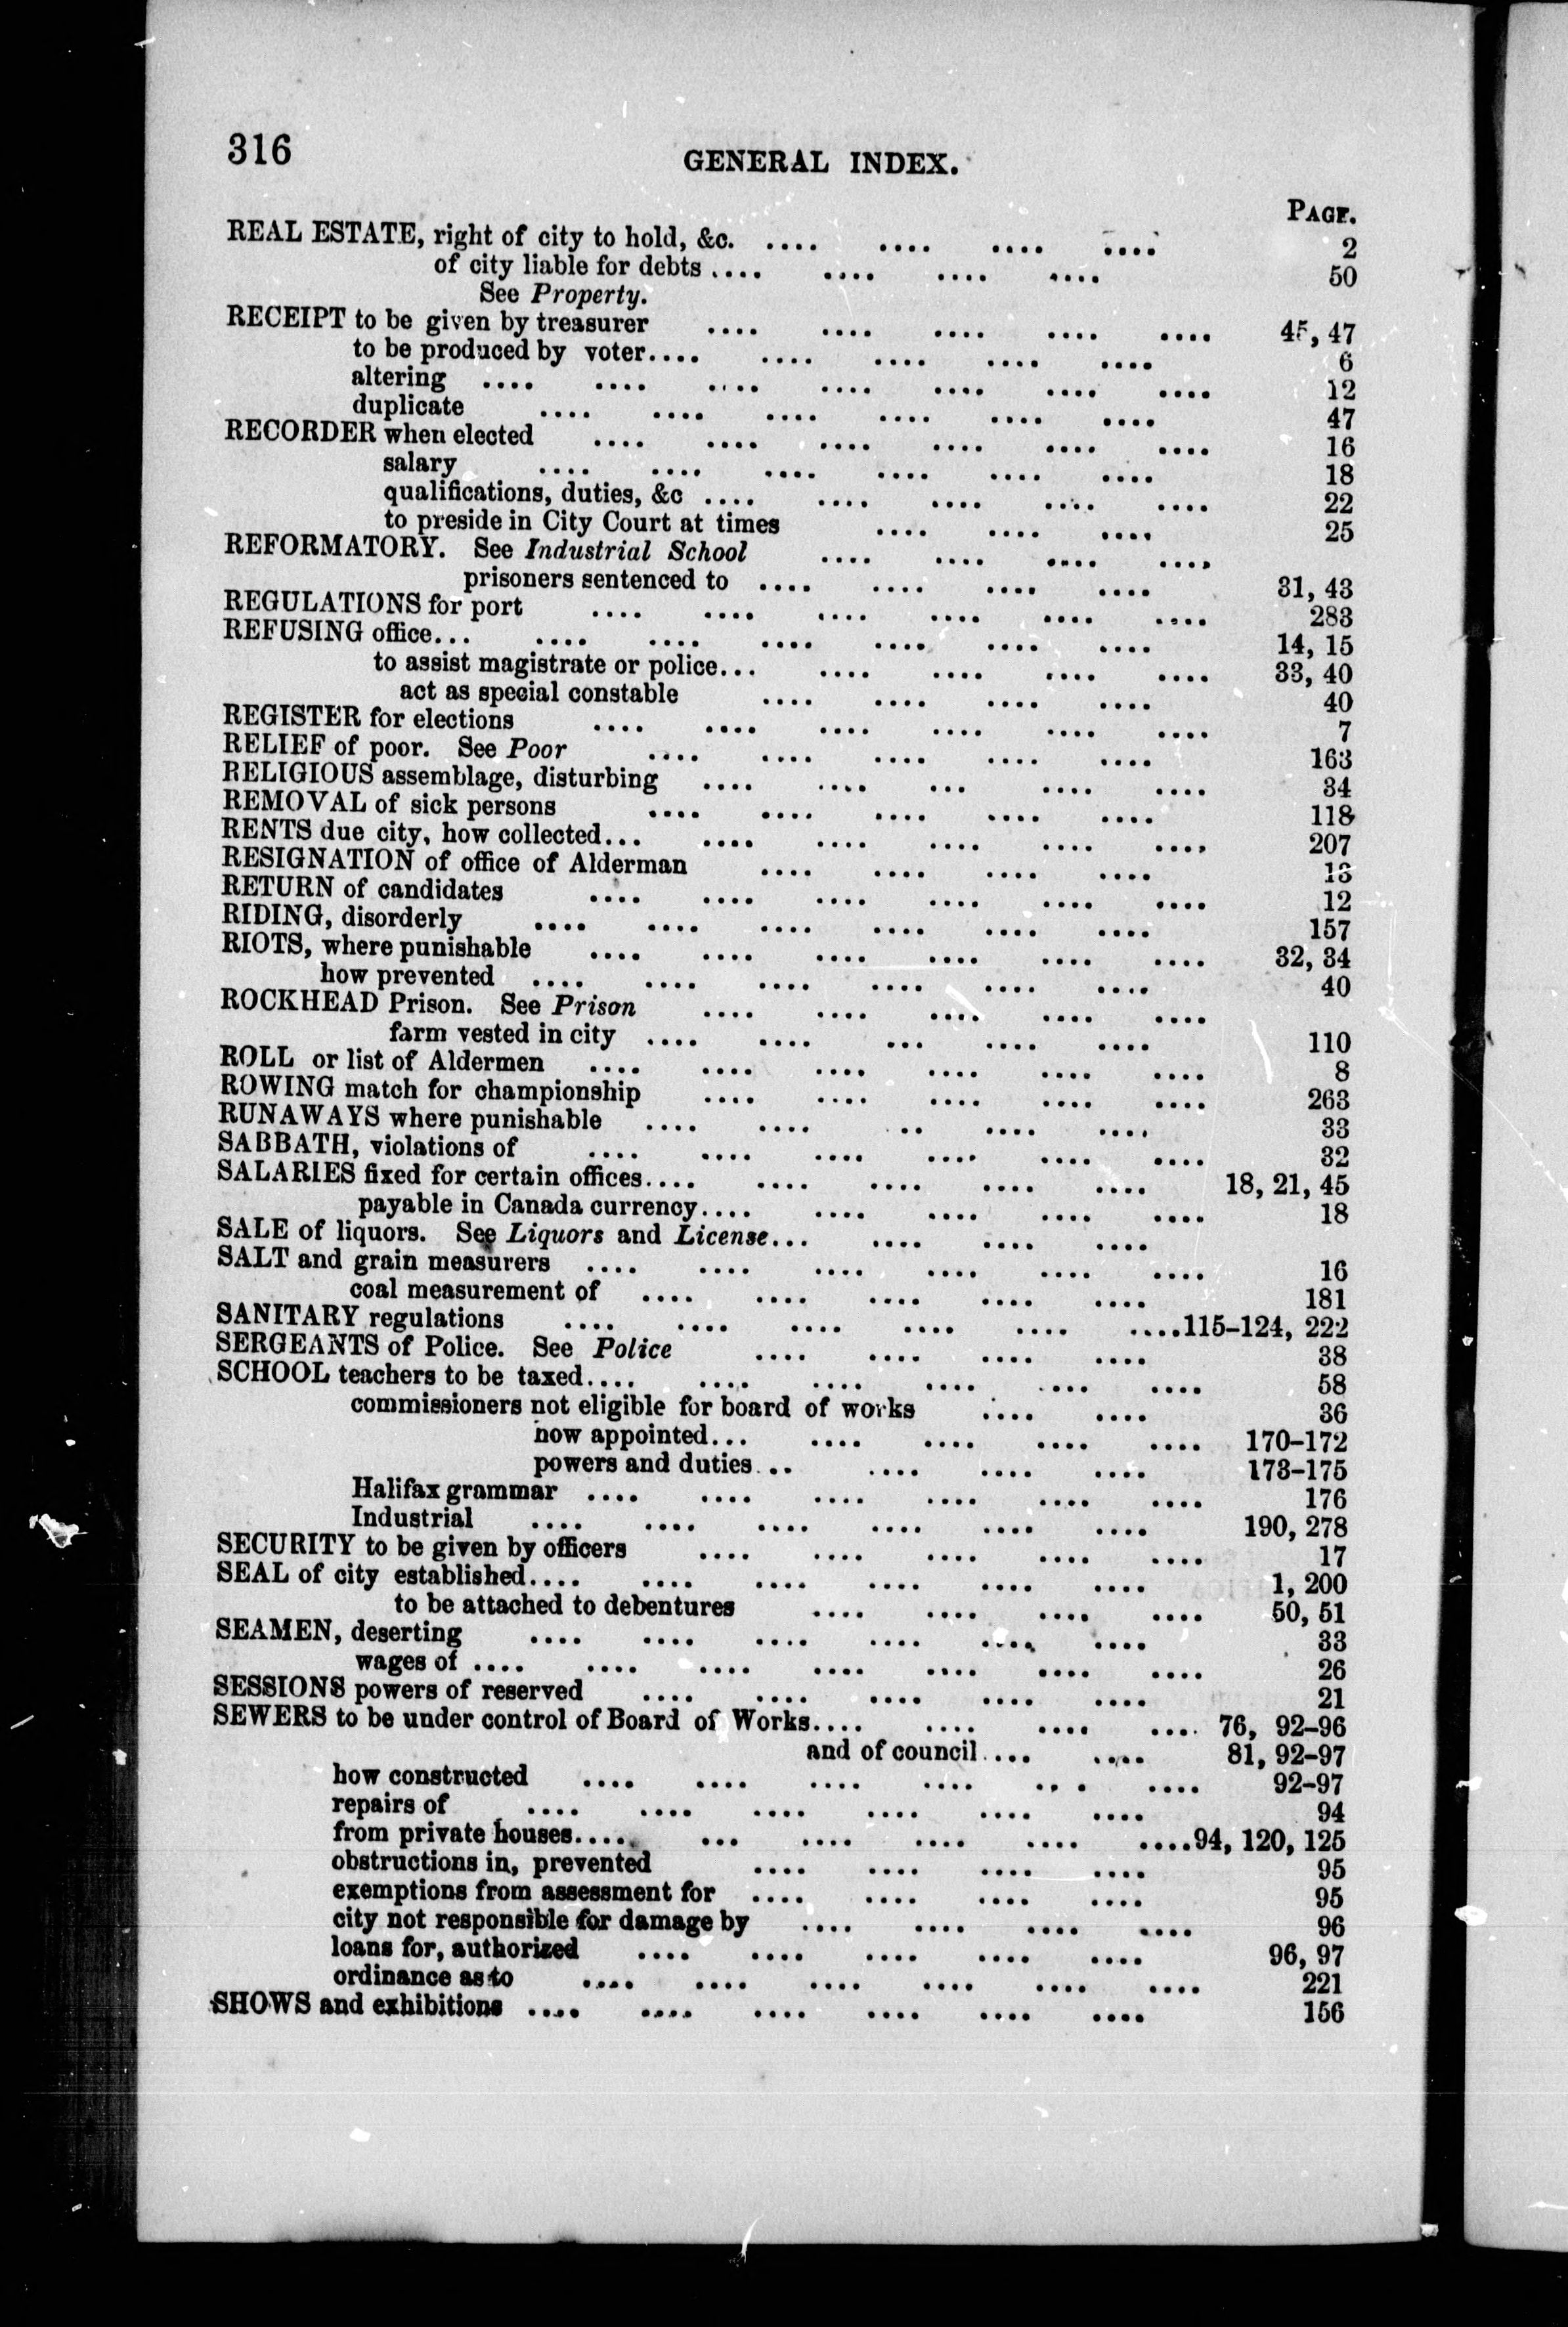 316
GENERAL INDEX.
PAGE.
REAL ESTATE, right of city to hold, &c. .... .... .... .... 2
of city liable for debts .... .... .... .... 50
See Property.
RECEIPT to be given by treasurer .... .... .... .... .... 45, 47
to be produced by voter.... .... .... .... .... 6
altering .... .... .... .... .... .... .... 12
duplicate .... .... .... .... .... .... 47
RECORDER when elected .... .... .... .... .... .... 16
salary .... .... .... .... .... .... 18
qualifications, duties, &c .... .... .... .... .... 22
to preside in City Court at times .... .... .... 25
REFORMATORY. See Industrial School .... .... .... ....
prisoners sentenced to .... .... .... .... 31, 43
REGULATIONS for port .... .... .... .... .... .... 283
REFUSING office... .... .... .... .... .... .... 14, 15
to assist magistrate or police... .... .... .... .... 33, 40
act as special constable .... .... .... .... 40
REGISTER for elections .... .... .... .... .... .... 7
RELIEF of poor. See Poor .... .... .... .... .... 163
RELIGIOUS assemblage, disturbing .... .... ... .... .... 34
REMOVAL of sick persons .... .... .... .... .... 118
RENTS due city, how collected... .... .... .... .... .... 207
RESIGNATION of office of Alderman .... .... .... .... 13
RETURN of candidates .... .... .... .... .... .... 12
RIDING, disorderly .... .... .... .... .... .... 157
RIOTS, where punishable .... .... .... .... .... .... 32, 34
how prevented .... .... .... .... .... .... 40
ROCKHEAD Prison. See Prison .... .... .... .... ....
farm vested in city .... .... ... .... .... 110
ROLL or list of Aldermen .... .... .... .... .... .... 8
ROWING match for championship .... .... .... .... .... 263
RUNAWAYS where punishable .... .... .. .... .... 33
SABBATH, violations of .... .... .... .... .... .... 32
SALARIES fixed for certain offices.... .... .... .... .... 18, 21, 45
payable in Canada currency.... .... .... .... .... 18
SALE of liquors. See Liquors and License... .... .... ....
SALT and grain measurers .... .... .... .... .... .... 16
coal measurement of .... .... .... .... .... 181
SANITARY regulations .... .... .... .... .... ....115-124, 222
SERGEANTS of Police. See Police .... .... .... .... 38
SCHOOL teachers to be taxed.... .... .... .... .... .... 58
commissioners not eligible for board of works .... .... 36
how appointed... .... .... .... .... 170-172
powers and duties... .... .... .... 173-175
Halifax grammar .... .... .... .... .... .... 176
Industrial .... .... .... .... .... .... 190, 278
SECURITY to be given by officers .... .... .... .... .... 17
SEAL of city established.... .... .... .... .... .... 1, 200
to be attached to debentures .... .... .... .... 50, 51
SEAMEN, deserting .... .... .... .... .... .... 33
wages of .... .... .... .... .... .... .... 26
SESSIONS powers of reserved .... .... .... .... .... 21
SEWERS to be under control of Board of Works.... .... .... .... 76, 92-96
and of council.... .... 81, 92-97
how constructed .... .... .... .... ... .... 92-97
repairs of .... .... .... .... .... .... 94
from private houses.... ... .... .... .... ....94, 120, 125
obstructions in, prevented .... .... .... .... 95
exemptions from assessment for .... .... .... .... 95
city not responsible for damage by .... .... .... .... 96
loans for, authorized .... .... .... .... .... 96, 97
ordinance as to .... .... .... .... .... .... 221
SHOWS and exhibitions .... .... .... .... .... .... 156